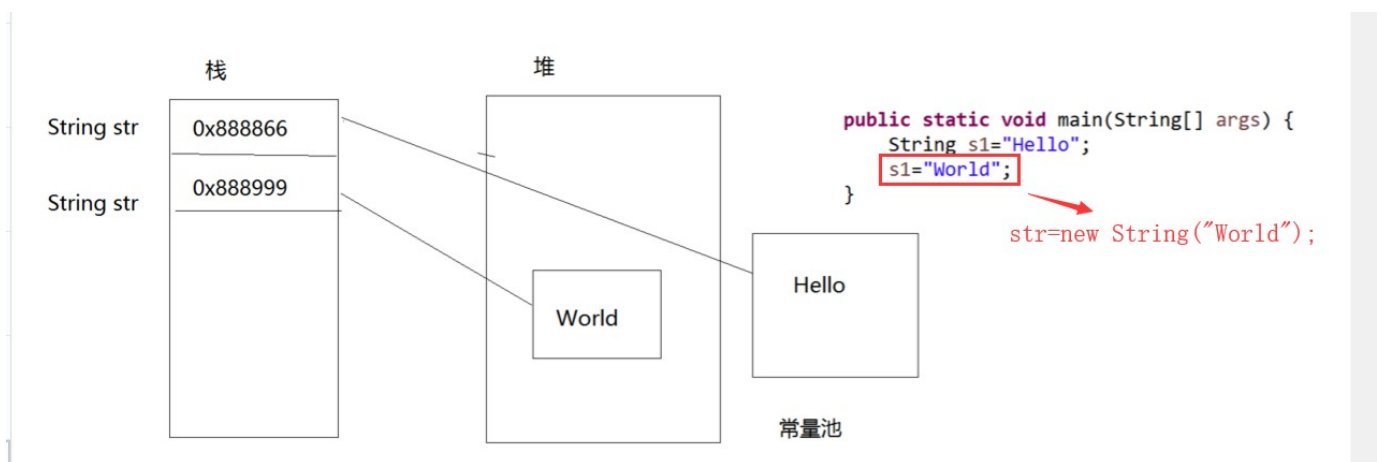 栈
堆
String str
0x888866
String str
0x888999
World
Hello
常量池
public static void main(String[] args) {
String s1="Hello";
s1="World";
}
str=new String("World");